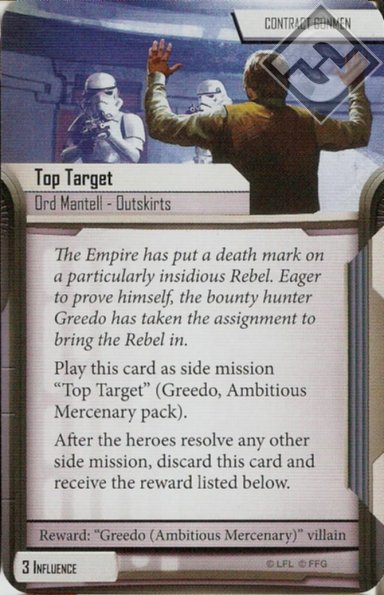 CONTRACT GUNMEN
Top Target
Ord Mantell - Outskirts
The Empire has put a death mark on
a particularly insidious Rebel. Eager
to prove himself, the bounty hunter
Greedo has taken the assignment to
bring the Rebel in.
Play this card as side mission
“Top Target” (Greedo, Ambitious
Mercenary pack).
After the heroes resolve any other
side mission, discard this card and
receive the reward listed below.
Reward: “Greedo (Ambitious Mercenary)” villain
3 INFLUENCE
© LFL © FFG